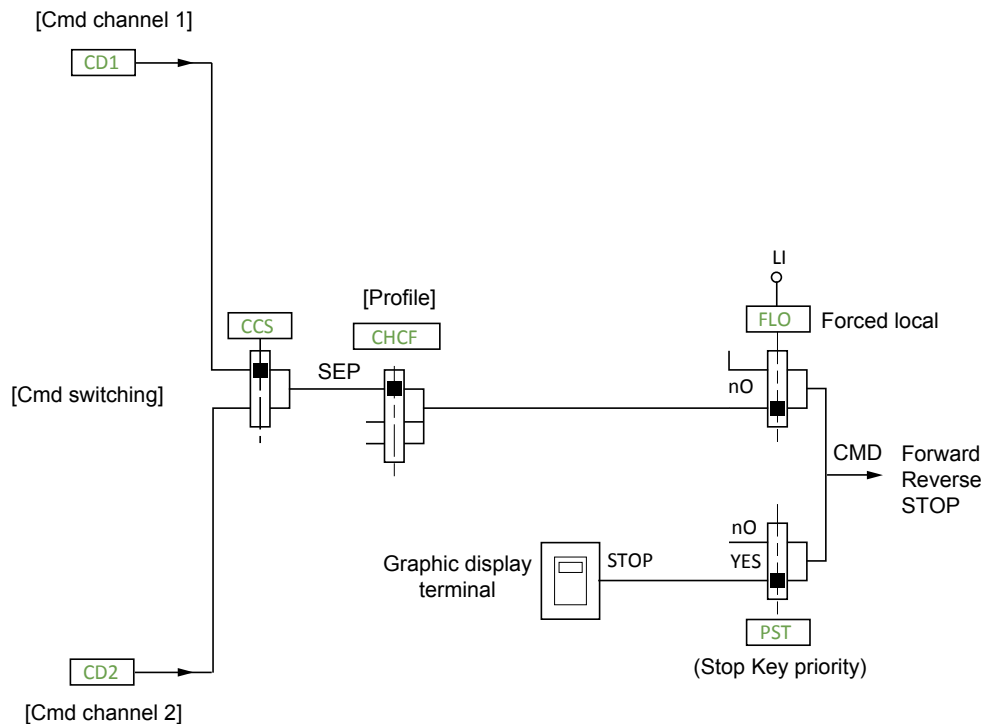 [Cmd channel 1]
CD1
LI
[Profile]
FLO Forced local
CCS
CHCF
SEP
nO
[Cmd switching]
CMD Forward
Reverse
STOP
nO
Graphic display
terminal
STOP
YES
PST
(Stop Key priority)
CD2
[Cmd channel 2]